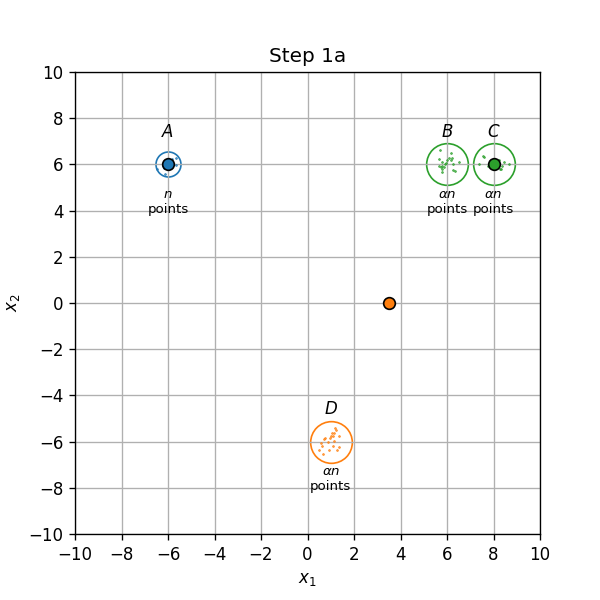 Step 1a
10
8
6
4
2
0
−2
−4
−6
−8
−10
x₂
A
n
points
B
αn
points
C
αn
points
D
αn
points
−10 −8 −6 −4 −2 0 2 4 6 8 10
x₁